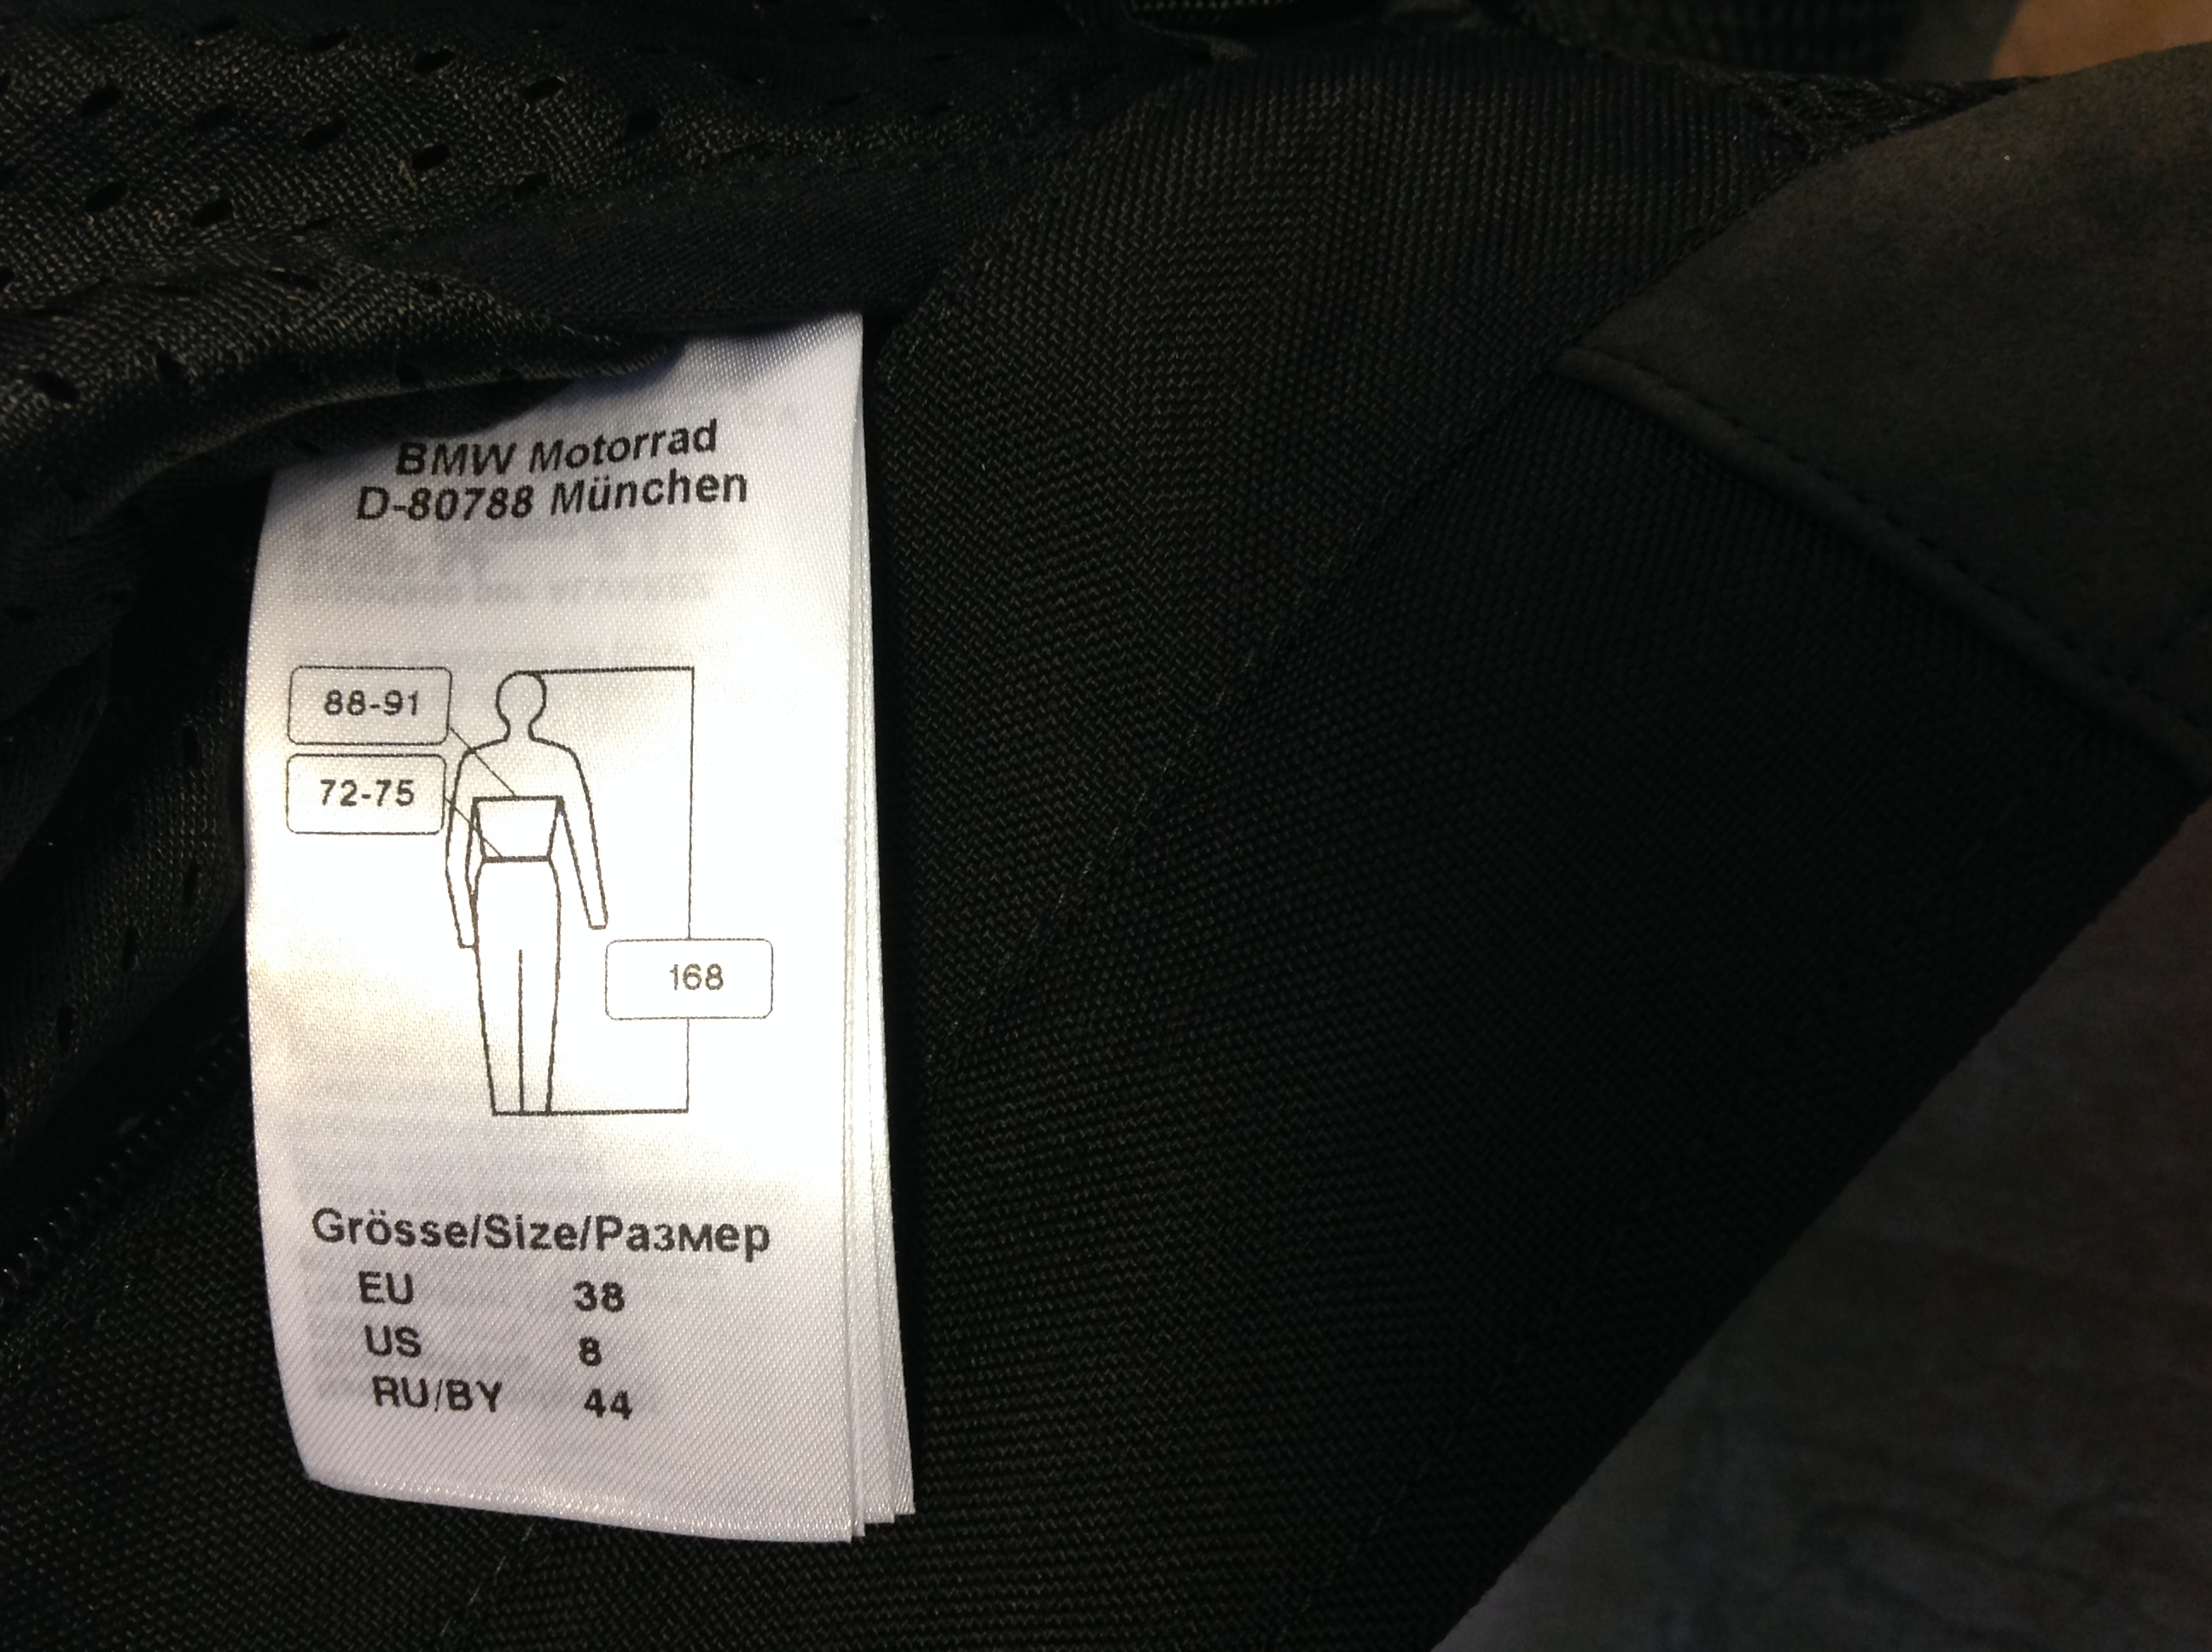 BMW Motorrad
D-80788 München
88-91
72-75
168
Grösse/Size/Размер
EU 38
US 8
RU/BY 44